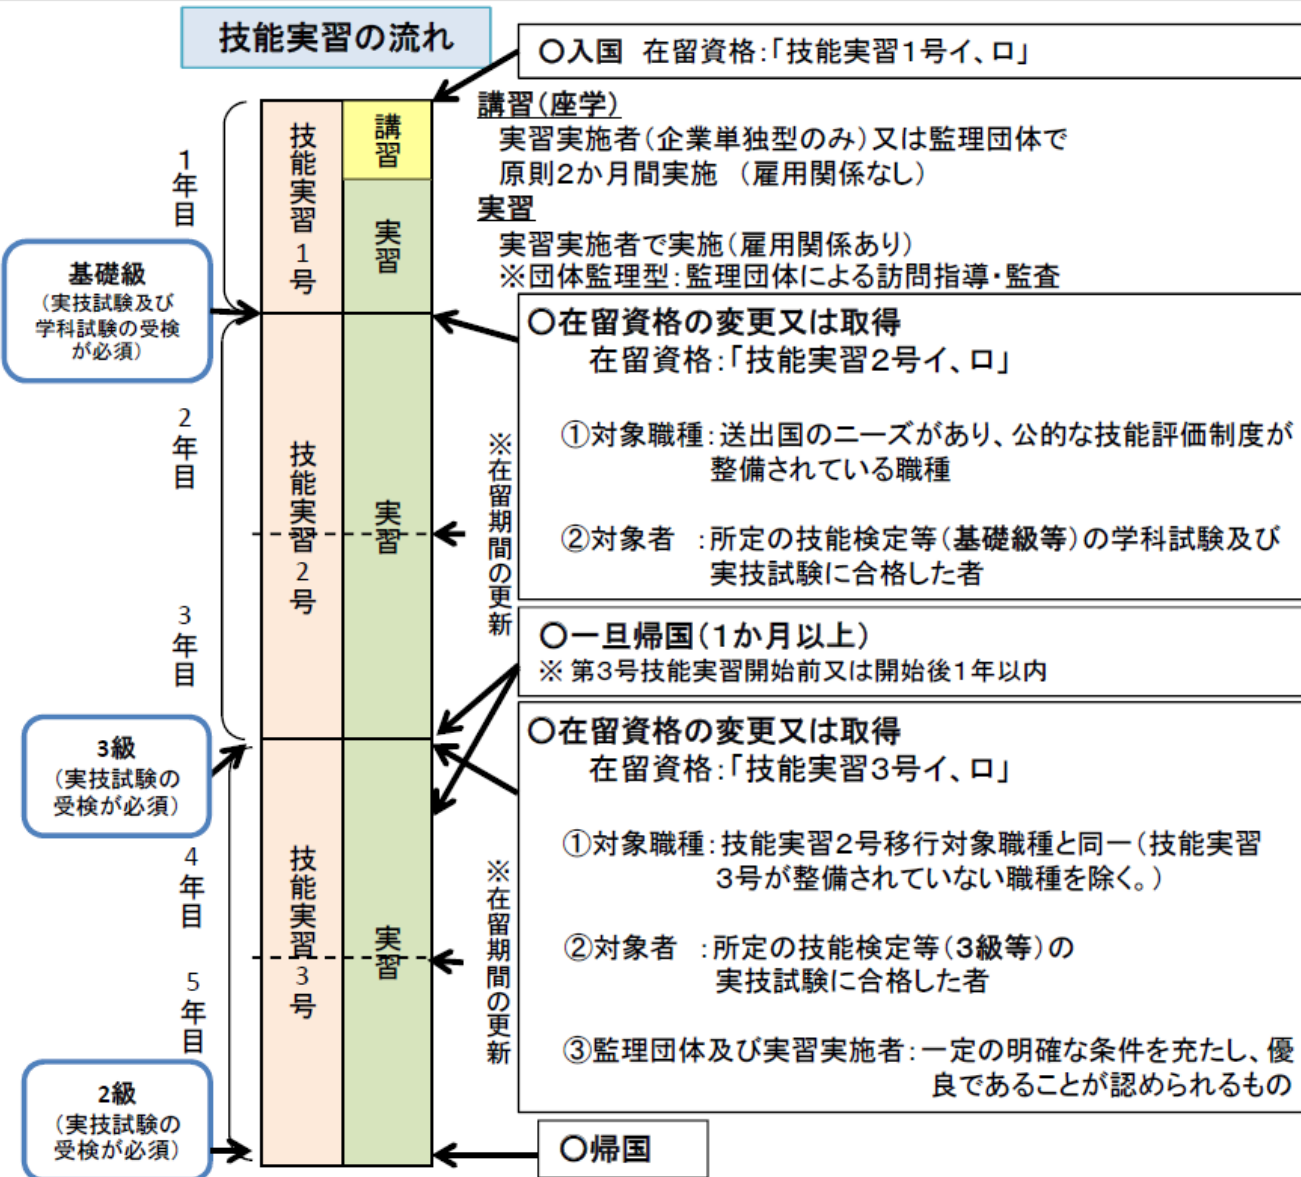 技能実習の流れ
○入国 在留資格:「技能実習1号イ、ロ」
講習(座学)
実習実施者(企業単独型のみ)又は監理団体で
原則2か月間実施 (雇用関係なし)
実習
実習実施者で実施(雇用関係あり)
※団体監理型:監理団体による訪問指導・監査
1年目
技能実習1号
講習
実習
基礎級
(実技試験及び
学科試験の受検
が必須)
○在留資格の変更又は取得
在留資格:「技能実習2号イ、ロ」
①対象職種:送出国のニーズがあり、公的な技能評価制度が
整備されている職種
②対象者 :所定の技能検定等(基礎級等)の学科試験及び
実技試験に合格した者
2年目
3年目
技能実習2号
実習
※在留期間の更新
○一旦帰国(1か月以上)
※ 第3号技能実習開始前又は開始後1年以内
3級
(実技試験の
受検が必須)
○在留資格の変更又は取得
在留資格:「技能実習3号イ、ロ」
①対象職種:技能実習2号移行対象職種と同一(技能実習
3号が整備されていない職種を除く。)
②対象者 :所定の技能検定等(3級等)の
実技試験に合格した者
③監理団体及び実習実施者:一定の明確な条件を充たし、優
良であることが認められるもの
4年目
5年目
技能実習3号
実習
※在留期間の更新
2級
(実技試験の
受検が必須)
○帰国